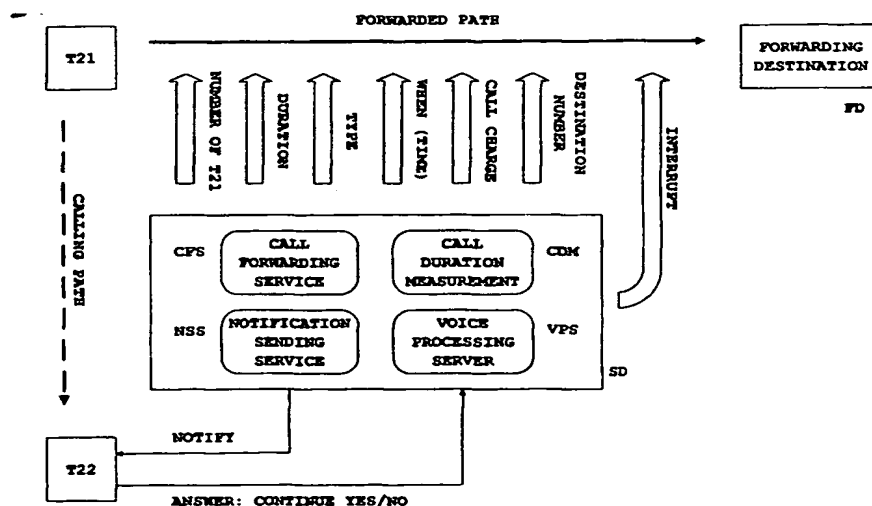 FORWARDED PATH
T21
FORWARDING
DESTINATION
FD
NUMBER OF T21
DURATION
TYPE
WHEN (TIME)
CALL CHARGE
DESTINATION
NUMBER
INTERRUPT
CALLING PATH
CFS
CALL
FORWARDING
SERVICE
CALL
DURATION
MEASUREMENT
CDM
NSS
NOTIFICATION
SENDING
SERVICE
VOICE
PROCESSING
SERVER
VPS
SD
NOTIFY
T22
ANSWER: CONTINUE YES/NO